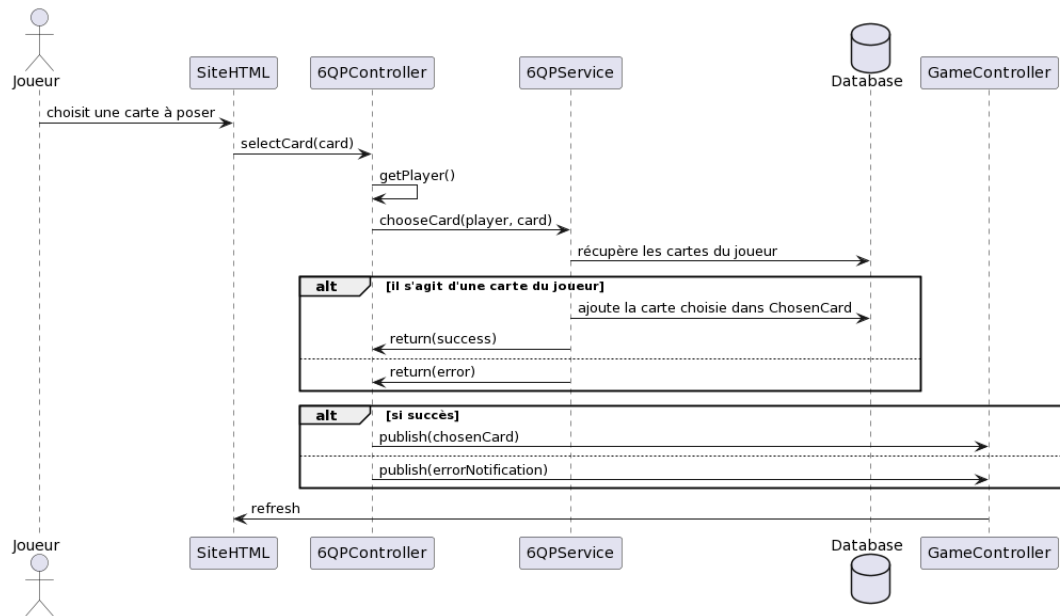 Joueur
SiteHTML
6QPController
6QPService
Database
GameController
choisit une carte à poser
selectCard(card)
getPlayer()
chooseCard(player, card)
récupère les cartes du joueur
alt [il s'agit d'une carte du joueur]
ajoute la carte choisie dans ChosenCard
return(success)
return(error)
alt [si succès]
publish(chosenCard)
publish(errorNotification)
refresh
Joueur
SiteHTML
6QPController
6QPService
Database
GameController